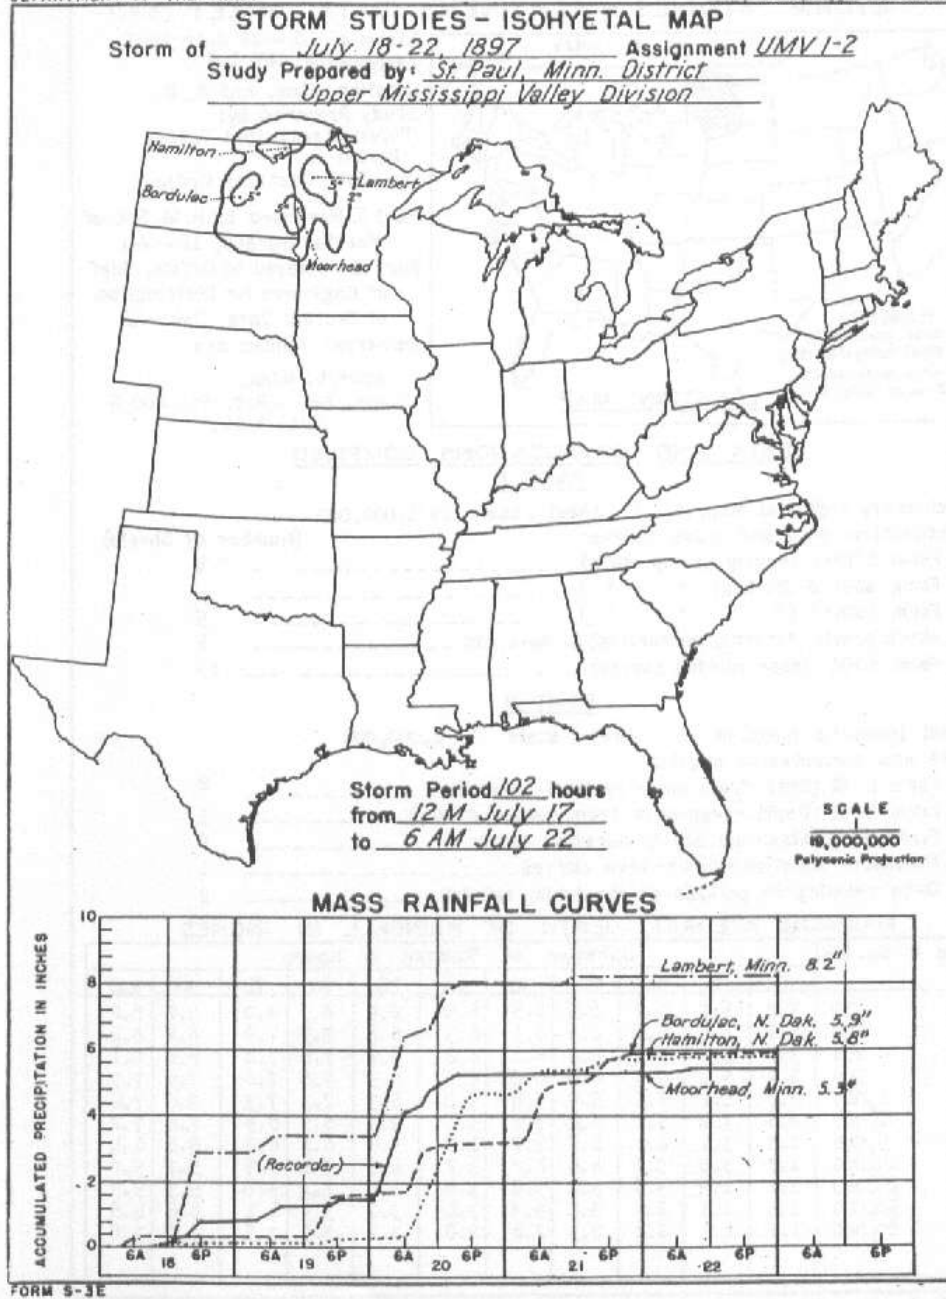 STORM STUDIES - ISOHYETAL MAP
Storm of July 18-22, 1897 Assignment UMV 1-2
Study Prepared by: St. Paul, Minn. District
Upper Mississippi Valley Division
Hamilton
5"
Lambert
5"
2"
Bordulac
5"
Moorhead
Storm Period 102 hours
from 12 M July 17
to 6 AM July 22
SCALE
1
19,000,000
Polyconic Projection
MASS RAINFALL CURVES
ACCUMULATED PRECIPITATION IN INCHES
10
8
6
4
2
0
Lambert, Minn. 8.2"
Bordulac, N. Dak. 5.9"
Hamilton, N. Dak. 5.8"
Moorhead, Minn. 5.3"
(Recorder)
6A 6P 6A 6P 6A 6P 6A 6P 6A 6P 6A 6P
18 19 20 21 22
FORM S-3E